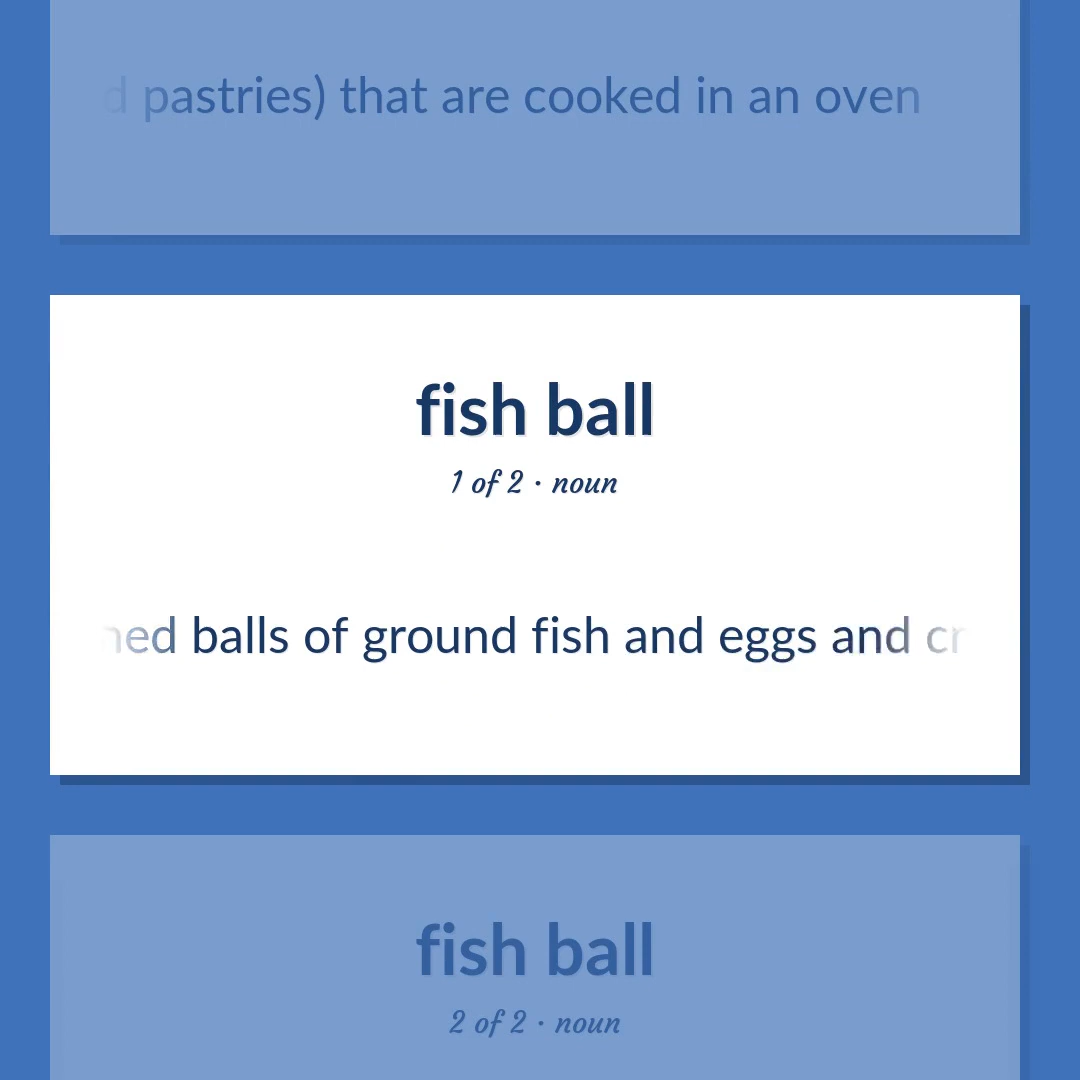 pastries) that are cooked in an oven
fish ball
1 of 2 · noun
balls of ground fish and eggs and
fish ball
2 of 2 · noun